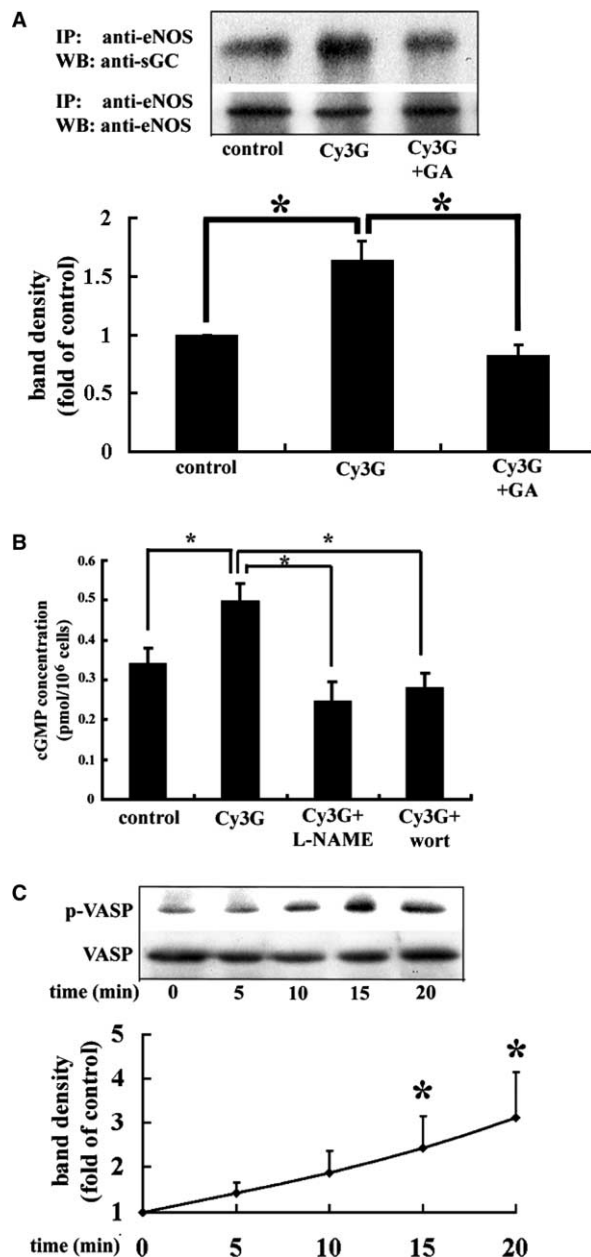 A
IP: anti-eNOS
WB: anti-sGC
IP: anti-eNOS
WB: anti-eNOS
control Cy3G Cy3G
+GA
band density
(fold of control)
2
1.5
1
0.5
0
* *
control Cy3G Cy3G
+GA
B
cGMP concentration
(pmol/10⁶ cells)
0.6
0.5
0.4
0.3
0.2
0.1
0
* * *
control Cy3G Cy3G+ Cy3G+
L-NAME wort
C
p-VASP
VASP
time (min) 0 5 10 15 20
band density
(fold of control)
5
4
3
2
1
* *
time (min) 0 5 10 15 20